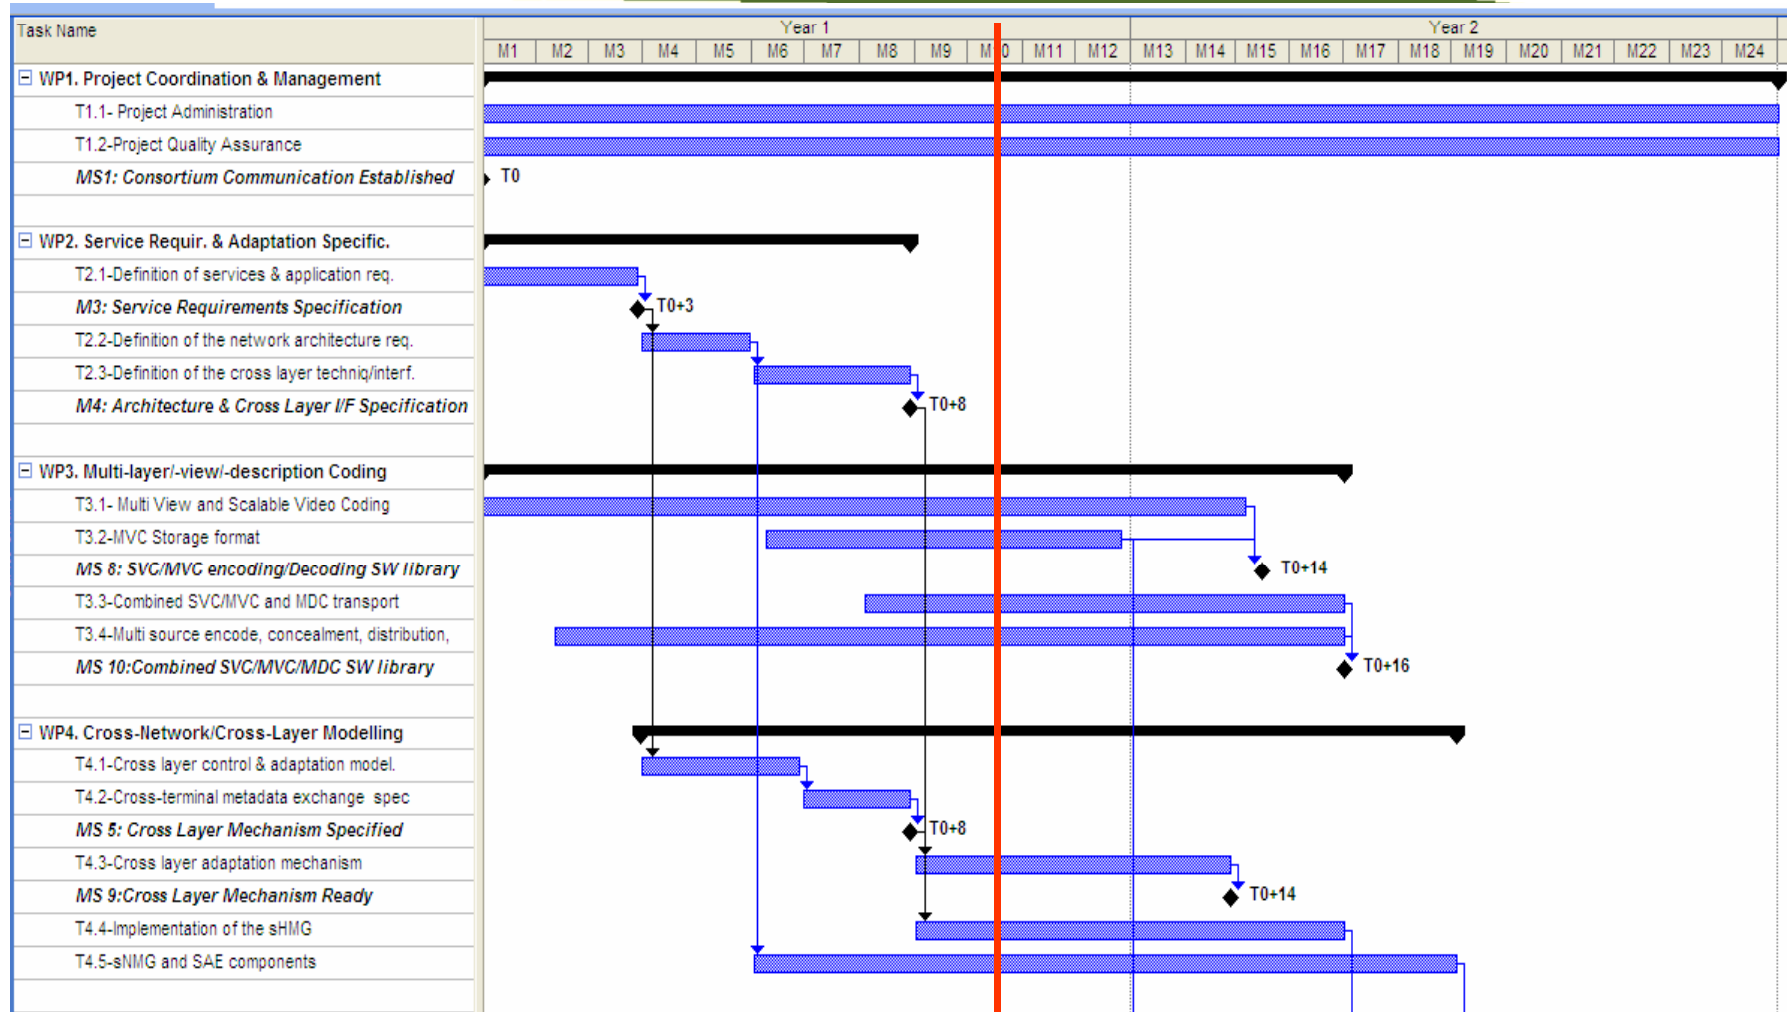 Task Name
Year 1 Year 2
M1 M2 M3 M4 M5 M6 M7 M8 M9 M10 M11 M12 M13 M14 M15 M16 M17 M18 M19 M20 M21 M22 M23 M24
WP1. Project Coordination & Management
T1.1- Project Administration
T1.2-Project Quality Assurance
MS1: Consortium Communication Established T0
WP2. Service Requir. & Adaptation Specific.
T2.1-Definition of services & application req.
M3: Service Requirements Specification T0+3
T2.2-Definition of the network architecture req.
T2.3-Definition of the cross layer techniq/interf.
M4: Architecture & Cross Layer I/F Specification T0+8
WP3. Multi-layer/-view/-description Coding
T3.1- Multi View and Scalable Video Coding
T3.2-MVC Storage format
MS 8: SVC/MVC encoding/Decoding SW library T0+14
T3.3-Combined SVC/MVC and MDC transport
T3.4-Multi source encode, concealment, distribution,
MS 10:Combined SVC/MVC/MDC SW library T0+16
WP4. Cross-Network/Cross-Layer Modelling
T4.1-Cross layer control & adaptation model.
T4.2-Cross-terminal metadata exchange spec
MS 5: Cross Layer Mechanism Specified T0+8
T4.3-Cross layer adaptation mechanism
MS 9:Cross Layer Mechanism Ready T0+14
T4.4-Implementation of the sHMG
T4.5-sNMG and SAE components